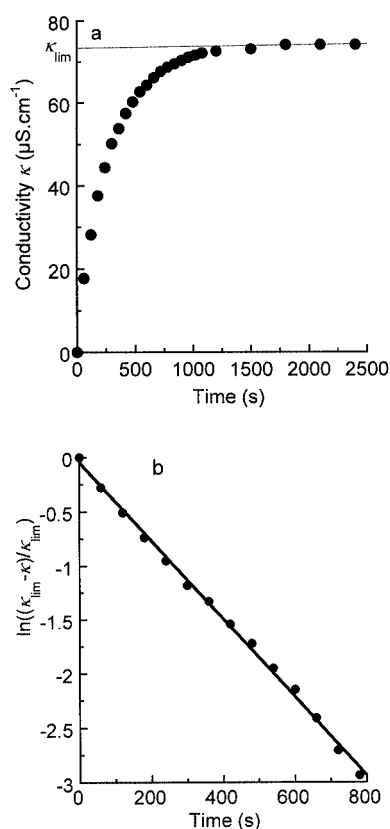 a
80
κlim
60
40
20
0
Conductivity κ (µS.cm-1)
0 500 1000 1500 2000 2500
Time (s)
b
0
-0.5
-1
-1.5
-2
-2.5
-3
ln((κlim-κ)/κlim)
0 200 400 600 800
Time (s)